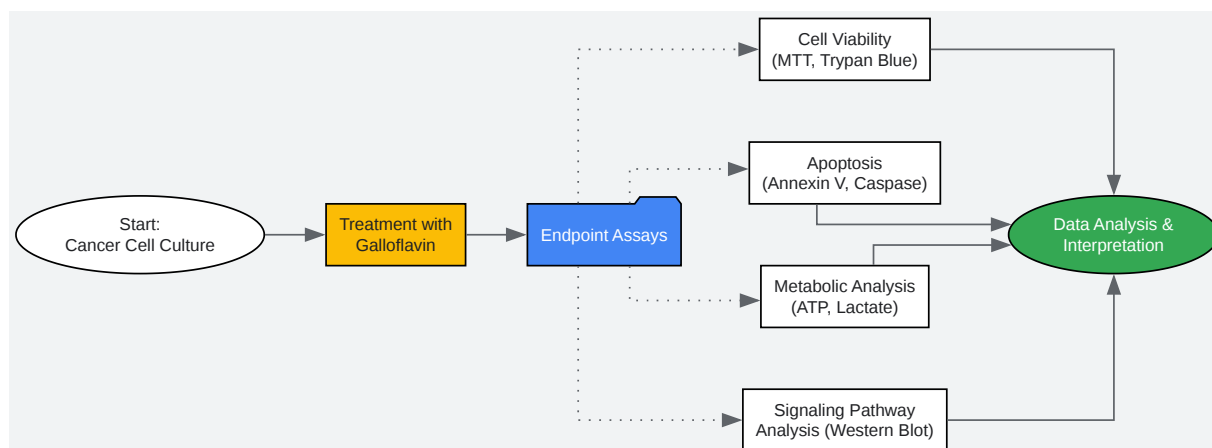 Start:
Cancer Cell Culture
Treatment with
Galloflavin
Endpoint Assays
Cell Viability
(MTT, Trypan Blue)
Apoptosis
(Annexin V, Caspase)
Metabolic Analysis
(ATP, Lactate)
Signaling Pathway
Analysis (Western Blot)
Data Analysis &
Interpretation